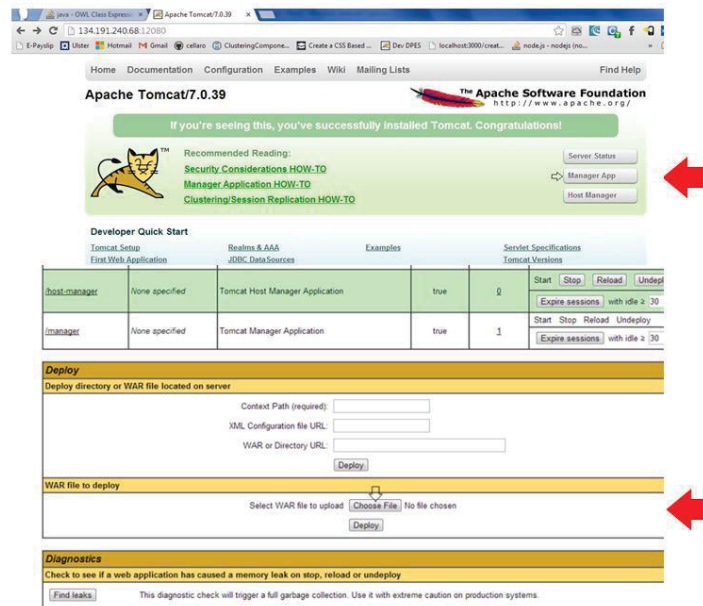 java - OWL Class Express
Apache Tomcat/7.0.39
134.191.240.68:12080
E-Payslip Ulster Hotmail Gmail cellaro ClusteringCompone... Create a CSS Based ... Dev DPES localhost:3000/creat... node.js - nodejs (no... »
Home Documentation Configuration Examples Wiki Mailing Lists Find Help
Apache Tomcat/7.0.39
The Apache Software Foundation
http://www.apache.org/
If you're seeing this, you've successfully installed Tomcat. Congratulations!
TM
Recommended Reading:
Security Considerations HOW-TO
Manager Application HOW-TO
Clustering/Session Replication HOW-TO
Server Status
Manager App
Host Manager
Developer Quick Start
Tomcat Setup Realms & AAA Examples Servlet Specifications
First Web Application JDBC DataSources Tomcat Versions
/host-manager None specified Tomcat Host Manager Application true 0 Start Stop Reload Undepl
Expire sessions with idle ≥ 30
/manager None specified Tomcat Manager Application true 1 Start Stop Reload Undeploy
Expire sessions with idle ≥ 30
Deploy
Deploy directory or WAR file located on server
Context Path (required):
XML Configuration file URL:
WAR or Directory URL:
Deploy
WAR file to deploy
Select WAR file to upload Choose File No file chosen
Deploy
Diagnostics
Check to see if a web application has caused a memory leak on stop, reload or undeploy
Find leaks This diagnostic check will trigger a full garbage collection. Use it with extreme caution on production systems.